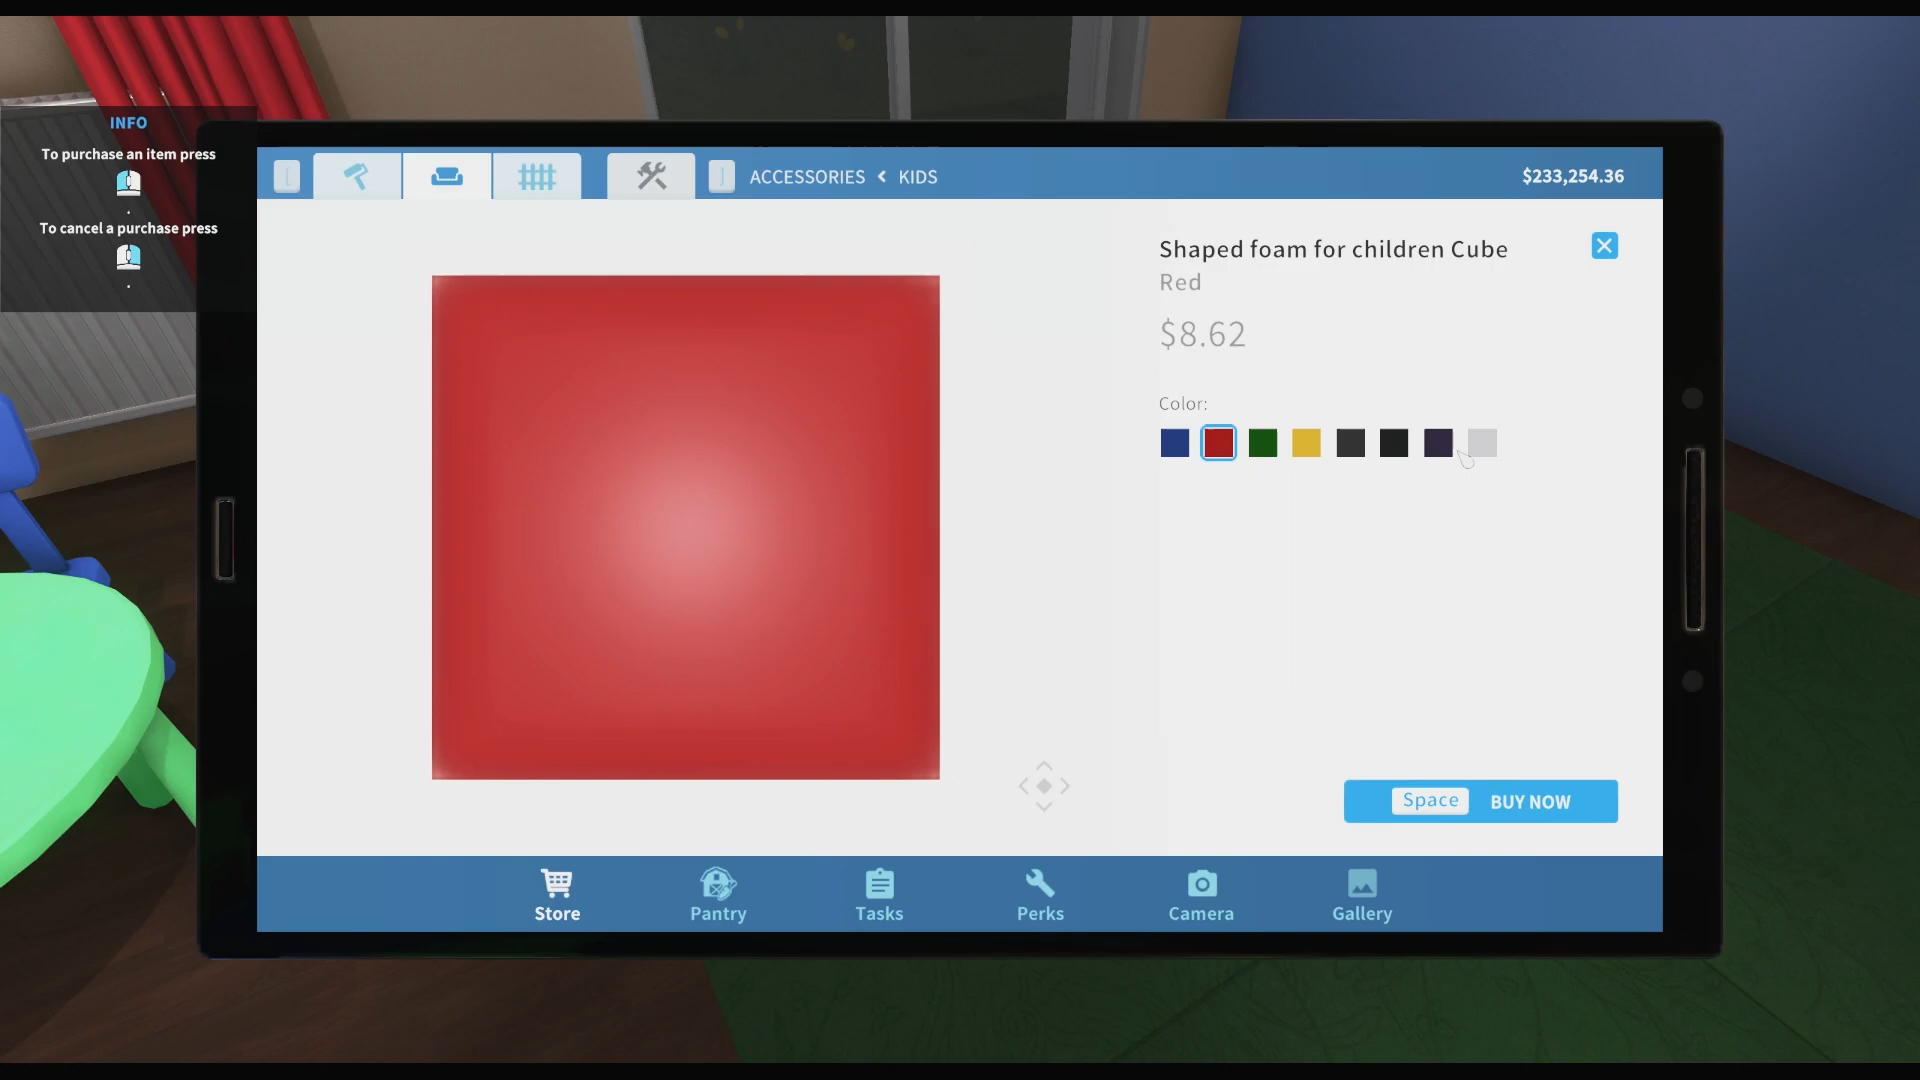 INFO
To purchase an item press
.
To cancel a purchase press
.
[
]
ACCESSORIES < KIDS
$233,254.36
Shaped foam for children Cube
Red
$8.62
Color:
Space BUY NOW
Store
Pantry
Tasks
Perks
Camera
Gallery